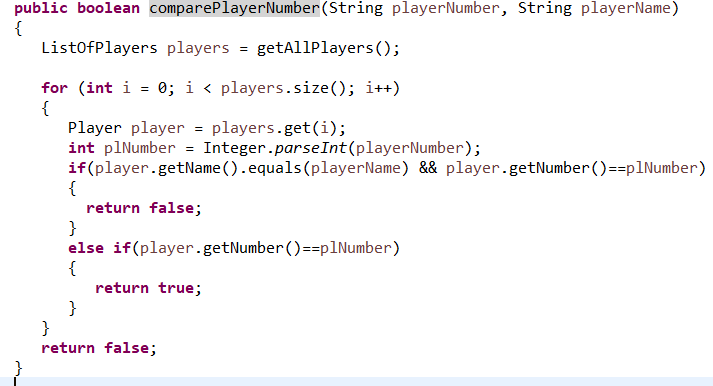 public boolean comparePlayerNumber(String playerNumber, String playerName)
{
ListOfPlayers players = getAllPlayers();
for (int i = 0; i < players.size(); i++)
{
Player player = players.get(i);
int plNumber = Integer.parseInt(playerNumber);
if(player.getName().equals(playerName) && player.getNumber()==plNumber)
{
return false;
}
else if(player.getNumber()==plNumber)
{
return true;
}
}
return false;
}